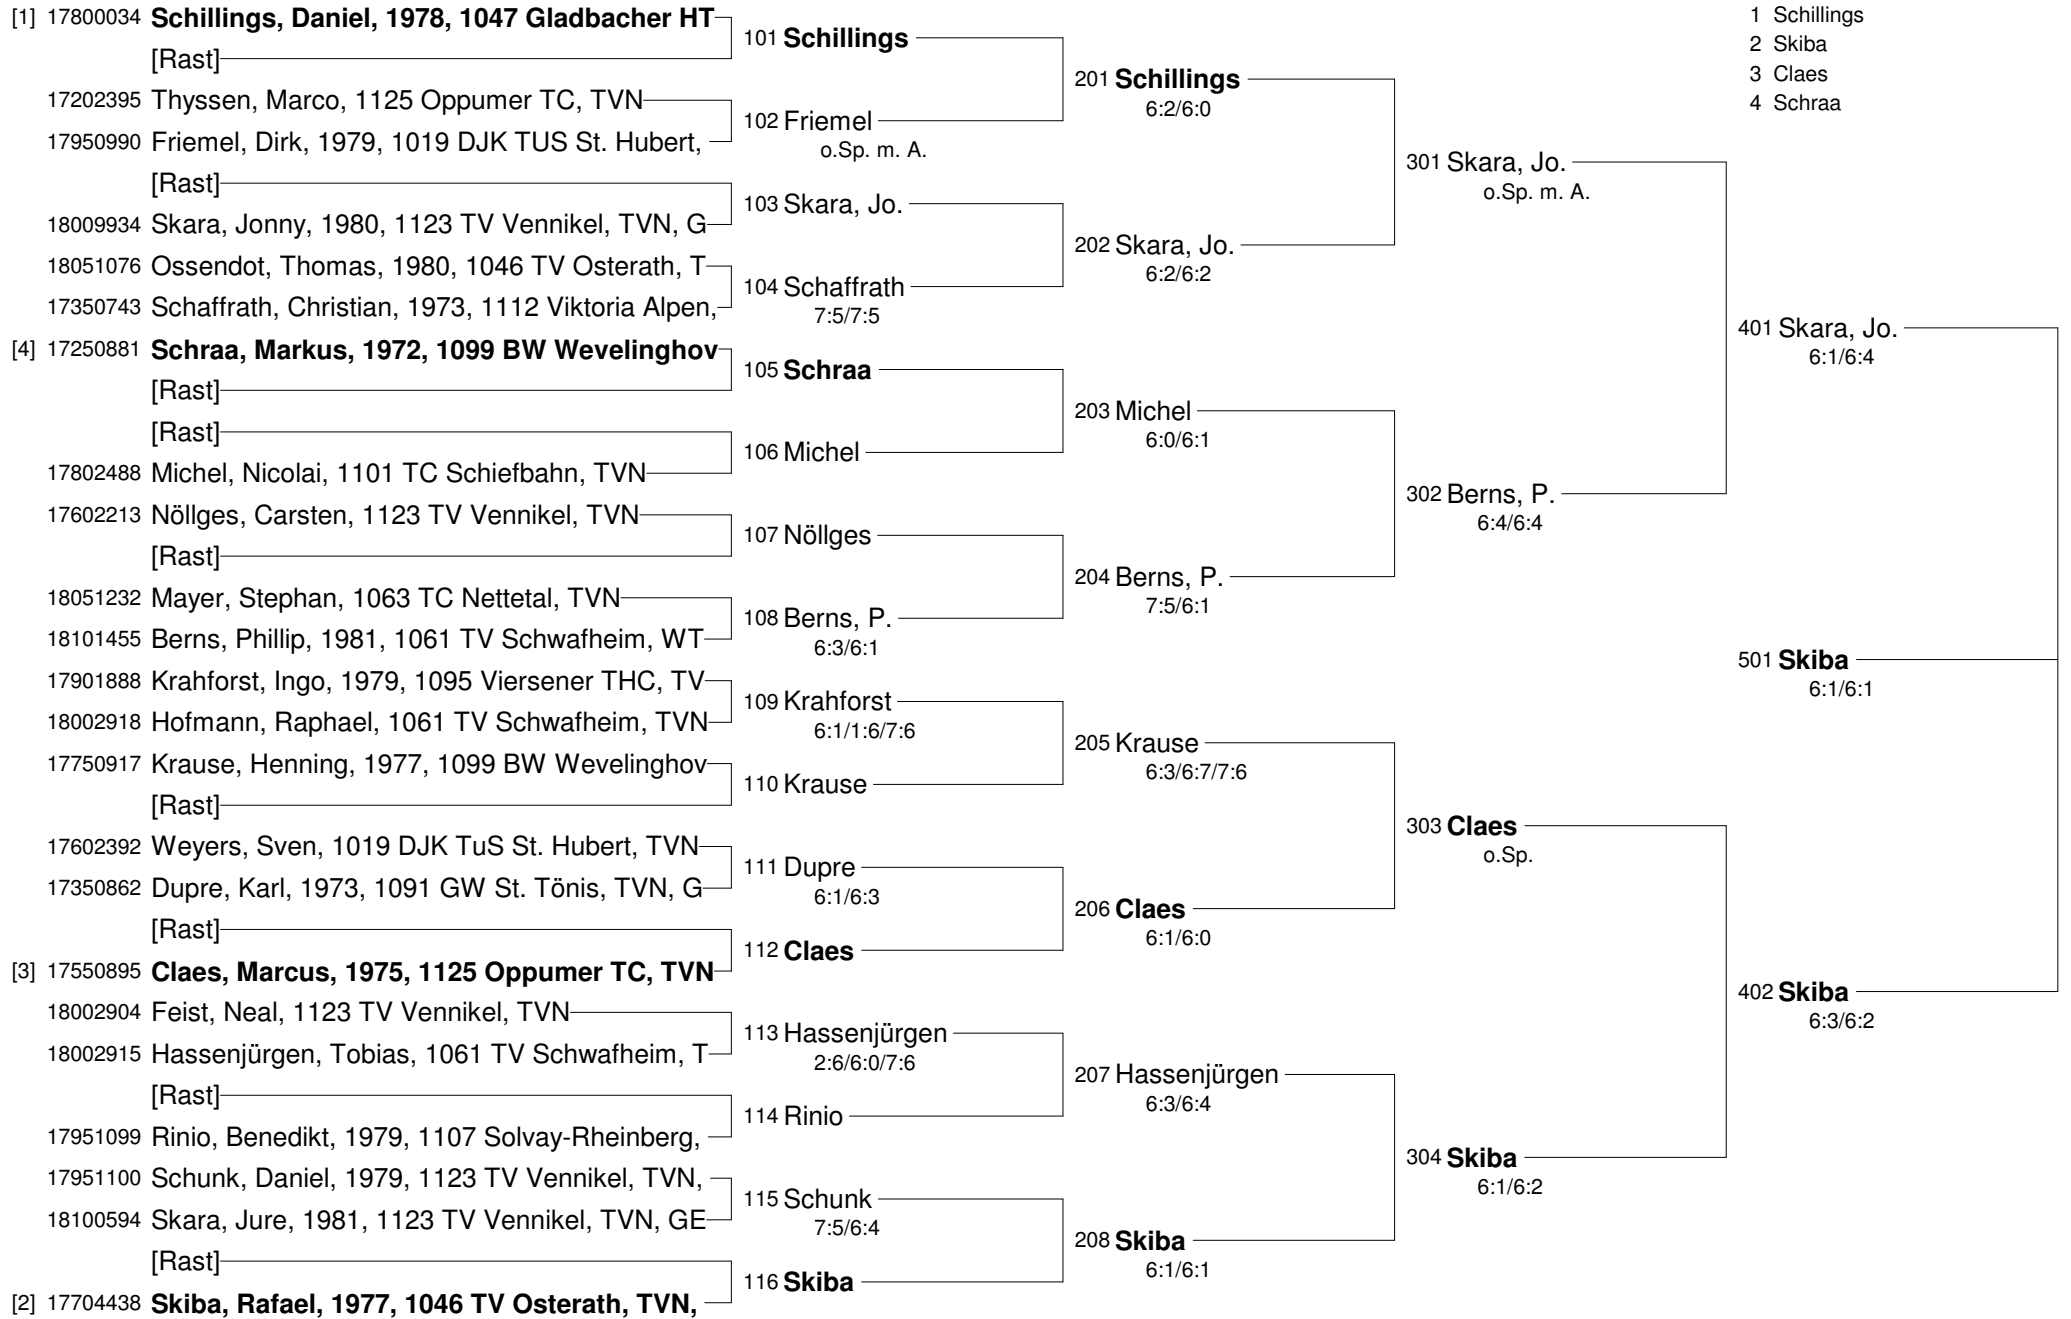 [1] 17800034 Schillings, Daniel, 1978, 1047 Gladbacher HT
[Rast]
17202395 Thyssen, Marco, 1125 Oppumer TC, TVN
17950990 Friemel, Dirk, 1979, 1019 DJK TUS St. Hubert,
[Rast]
18009934 Skara, Jonny, 1980, 1123 TV Vennikel, TVN, G
18051076 Ossendot, Thomas, 1980, 1046 TV Osterath, T
17350743 Schaffrath, Christian, 1973, 1112 Viktoria Alpen,
[4] 17250881 Schraa, Markus, 1972, 1099 BW Wevelinghov
[Rast]
[Rast]
17802488 Michel, Nicolai, 1101 TC Schiefbahn, TVN
17602213 Nöllges, Carsten, 1123 TV Vennikel, TVN
[Rast]
18051232 Mayer, Stephan, 1063 TC Nettetal, TVN
18101455 Berns, Phillip, 1981, 1061 TV Schwafheim, WT
17901888 Krahforst, Ingo, 1979, 1095 Viersener THC, TV
18002918 Hofmann, Raphael, 1061 TV Schwafheim, TVN
17750917 Krause, Henning, 1977, 1099 BW Wevelinghov
[Rast]
17602392 Weyers, Sven, 1019 DJK TuS St. Hubert, TVN
17350862 Dupre, Karl, 1973, 1091 GW St. Tönis, TVN, G
[Rast]
[3] 17550895 Claes, Marcus, 1975, 1125 Oppumer TC, TVN
18002904 Feist, Neal, 1123 TV Vennikel, TVN
18002915 Hassenjürgen, Tobias, 1061 TV Schwafheim, T
[Rast]
17951099 Rinio, Benedikt, 1979, 1107 Solvay-Rheinberg,
17951100 Schunk, Daniel, 1979, 1123 TV Vennikel, TVN,
18100594 Skara, Jure, 1981, 1123 TV Vennikel, TVN, GE
[Rast]
[2] 17704438 Skiba, Rafael, 1977, 1046 TV Osterath, TVN,
101 Schillings
102 Friemel
o.Sp. m. A.
103 Skara, Jo.
104 Schaffrath
7:5/7:5
105 Schraa
106 Michel
107 Nöllges
108 Berns, P.
6:3/6:1
109 Krahforst
6:1/1:6/7:6
110 Krause
111 Dupre
6:1/6:3
112 Claes
113 Hassenjürgen
2:6/6:0/7:6
114 Rinio
115 Schunk
7:5/6:4
116 Skiba
201 Schillings
6:2/6:0
202 Skara, Jo.
6:2/6:2
203 Michel
6:0/6:1
204 Berns, P.
7:5/6:1
205 Krause
6:3/6:7/7:6
206 Claes
6:1/6:0
207 Hassenjürgen
6:3/6:4
208 Skiba
6:1/6:1
301 Skara, Jo.
o.Sp. m. A.
302 Berns, P.
6:4/6:4
303 Claes
o.Sp.
304 Skiba
6:1/6:2
1 Schillings
2 Skiba
3 Claes
4 Schraa
401 Skara, Jo.
6:1/6:4
501 Skiba
6:1/6:1
402 Skiba
6:3/6:2